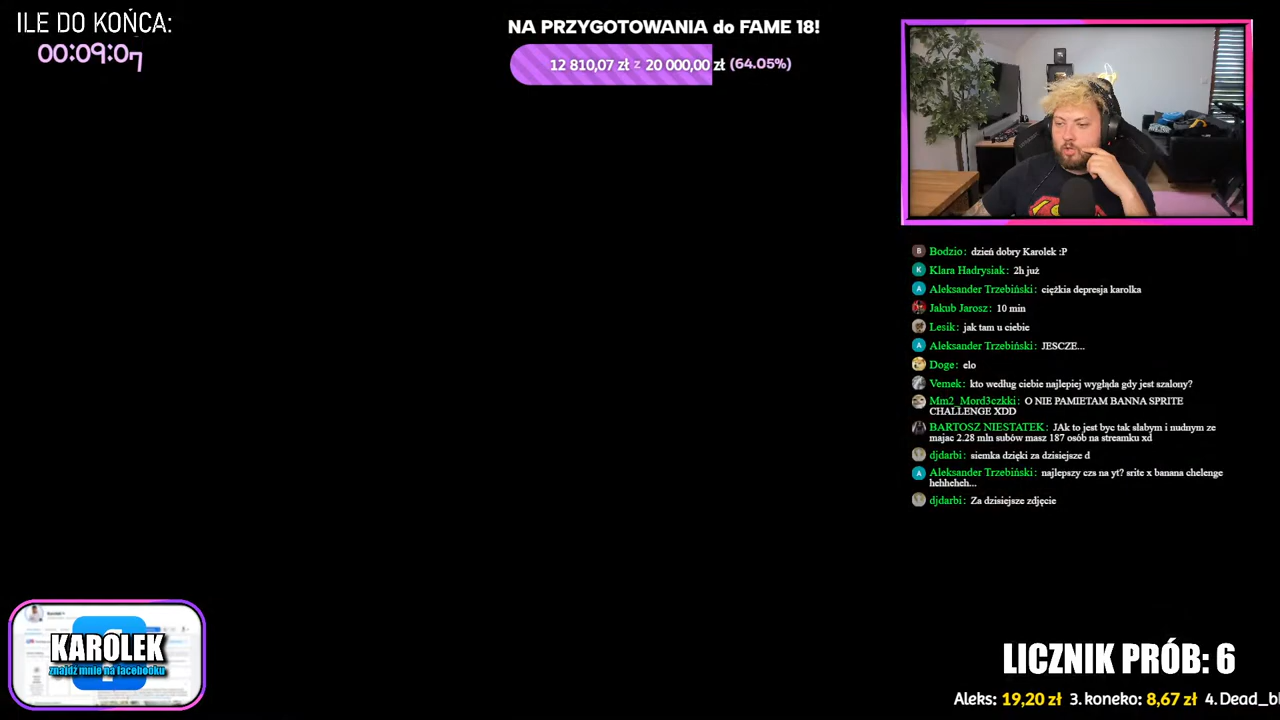 ILE DO KOŃCA:
00:09:07
NA PRZYGOTOWANIA do FAME 18!
12 810,07 zł z 20 000,00 zł (64.05%)
B Bodzio: dzień dobry Karolek :P
K Klara Hadrysiak: 2h już
A Aleksander Trzebiński: ciężkia depresja karolka
Jakub Jarosz: 10 min
Lesik: jak tam u ciebie
A Aleksander Trzebiński: JESCZE...
Doge: elo
Vemek: kto według ciebie najlepiej wygląda gdy jest szalony?
Mm2_Mord3czkki: O NIE PAMIETAM BANNA SPRITE
CHALLENGE XDD
BARTOSZ NIESTATEK: JAk to jest byc tak słabym i nudnym ze
majac 2.28 mln subów masz 187 osób na streamku xd
djdarbi: siemka dzięki za dzisiejsze d
A Aleksander Trzebiński: najlepszy czs na yt? srite x banana chelenge
hehheheh...
djdarbi: Za dzisiejsze zdjęcie
KAROLEK
znajdź mnie na facebooku
LICZNIK PRÓB: 6
Aleks: 19,20 zł 3. koneko: 8,67 zł 4. Dead_bl